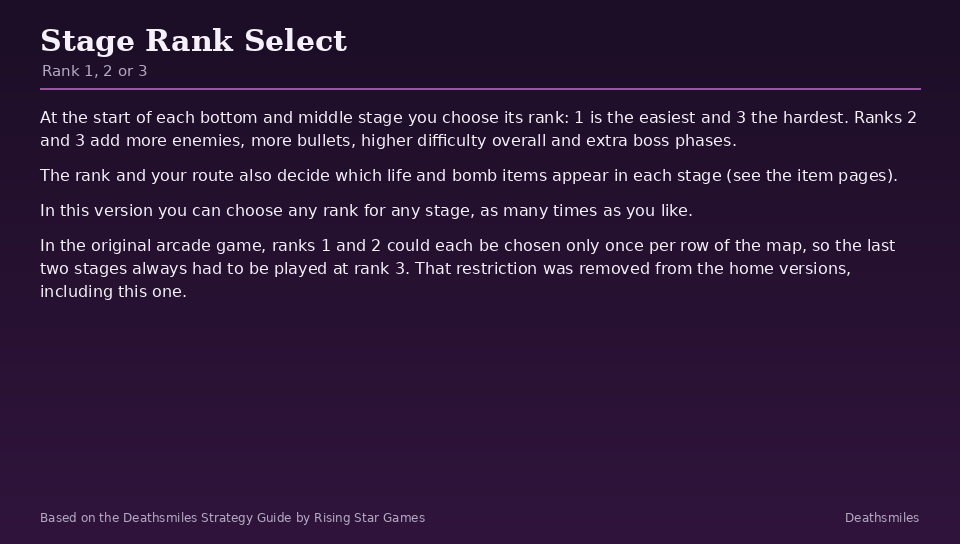 Stage Rank Select
Rank 1, 2 or 3
At the start of each bottom and middle stage you choose its rank: 1 is the easiest and 3 the hardest. Ranks 2
and 3 add more enemies, more bullets, higher difficulty overall and extra boss phases.
The rank and your route also decide which life and bomb items appear in each stage (see the item pages).
In this version you can choose any rank for any stage, as many times as you like.
In the original arcade game, ranks 1 and 2 could each be chosen only once per row of the map, so the last
two stages always had to be played at rank 3. That restriction was removed from the home versions,
including this one.
Based on the Deathsmiles Strategy Guide by Rising Star Games
Deathsmiles